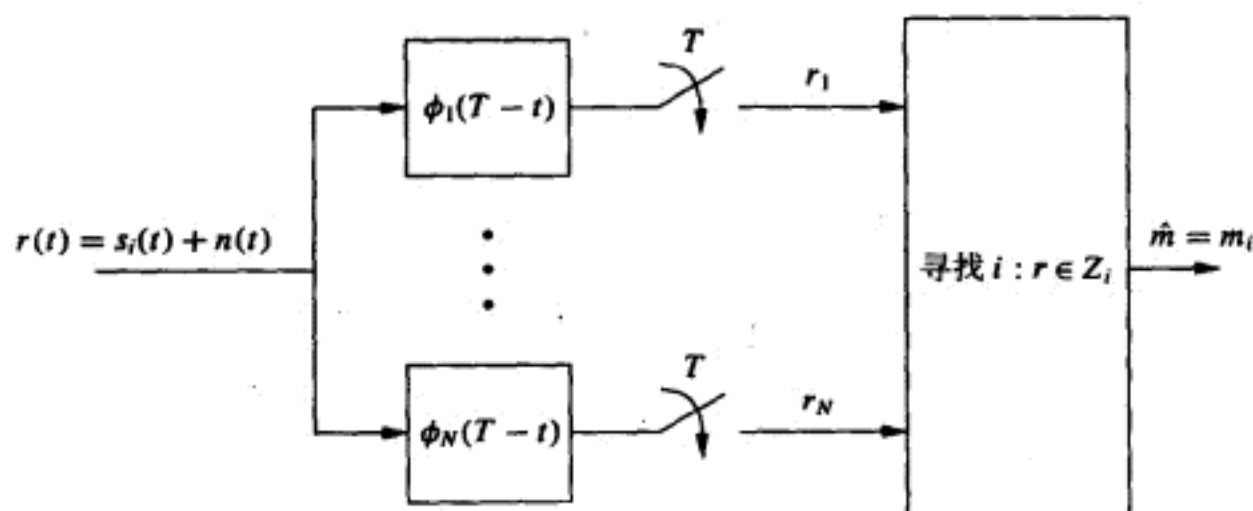 T
r₁
ϕ₁(T − t)
r(t) = sᵢ(t) + n(t)
寻找 i : r ∈ Zᵢ
m̂ = mᵢ
T
r_N
ϕ_N(T − t)